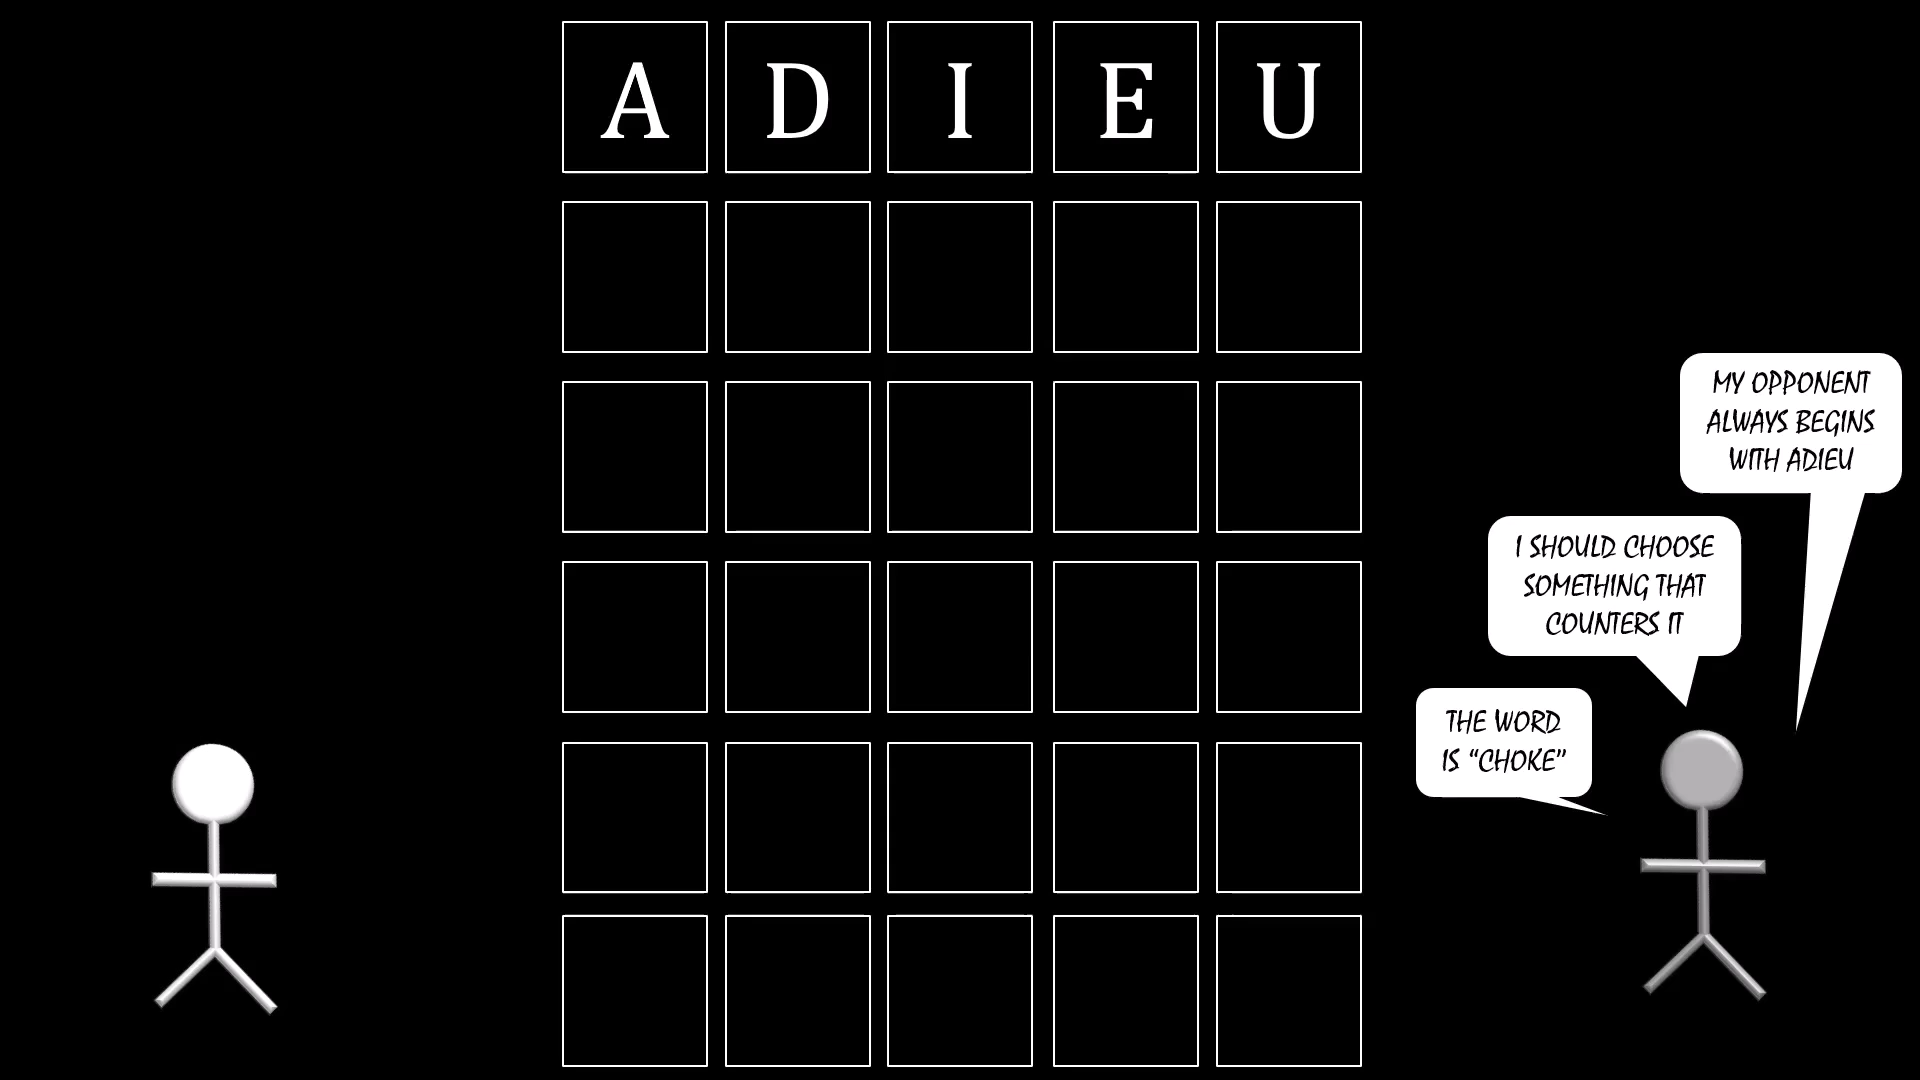 A D I E U
MY OPPONENT
ALWAYS BEGINS
WITH ADIEU
I SHOULD CHOOSE
SOMETHING THAT
COUNTERS IT
THE WORD
IS “CHOKE”